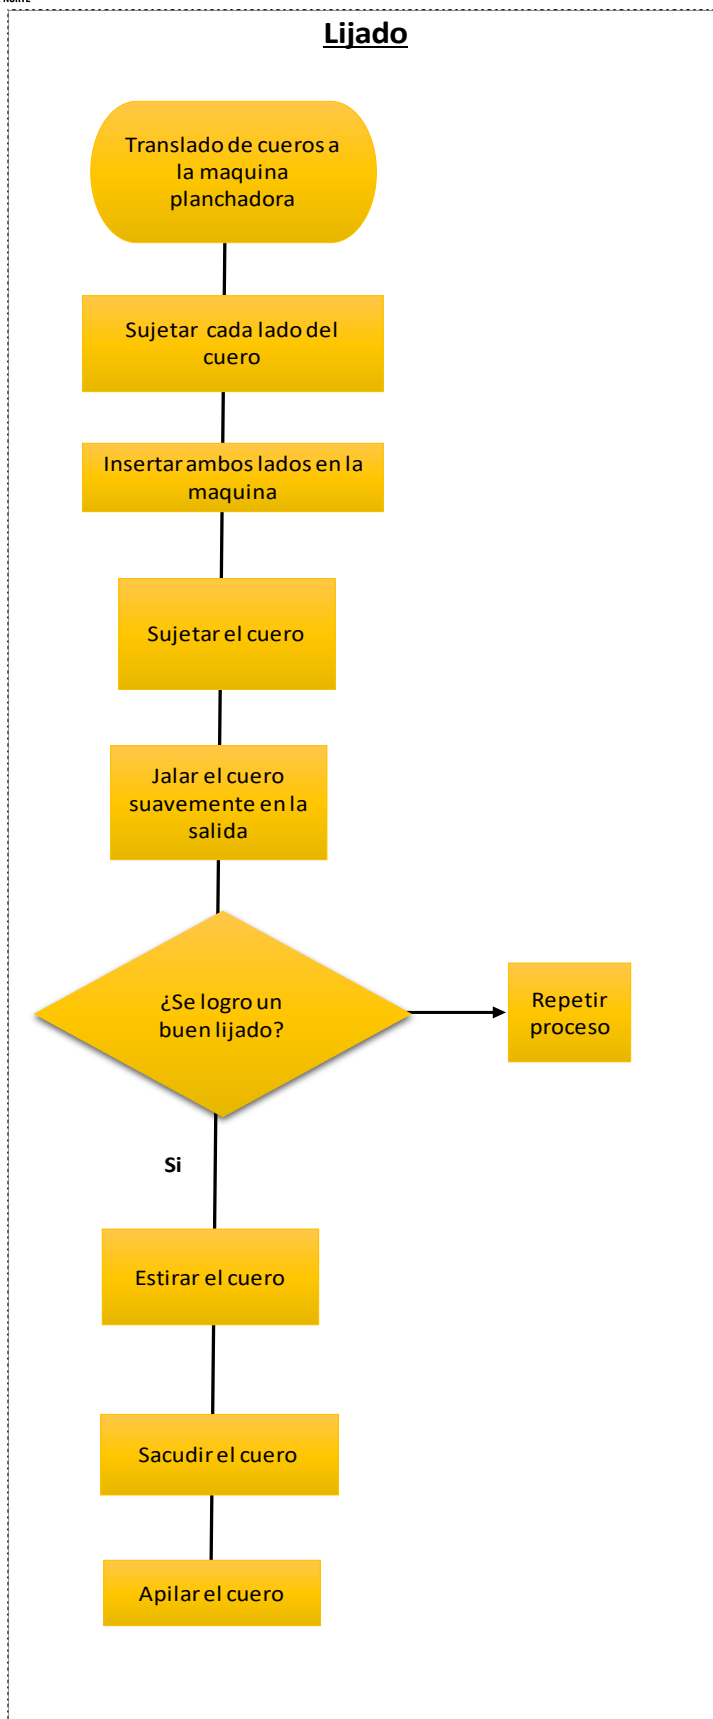 Lijado
Translado de cueros a
la maquina
planchadora
Sujetar cada lado del
cuero
Insertar ambos lados en la
maquina
Sujetar el cuero
Jalar el cuero
suavemente en la
salida
¿Se logro un
buen lijado?
Repetir
proceso
Si
Estirar el cuero
Sacudir el cuero
Apilar el cuero